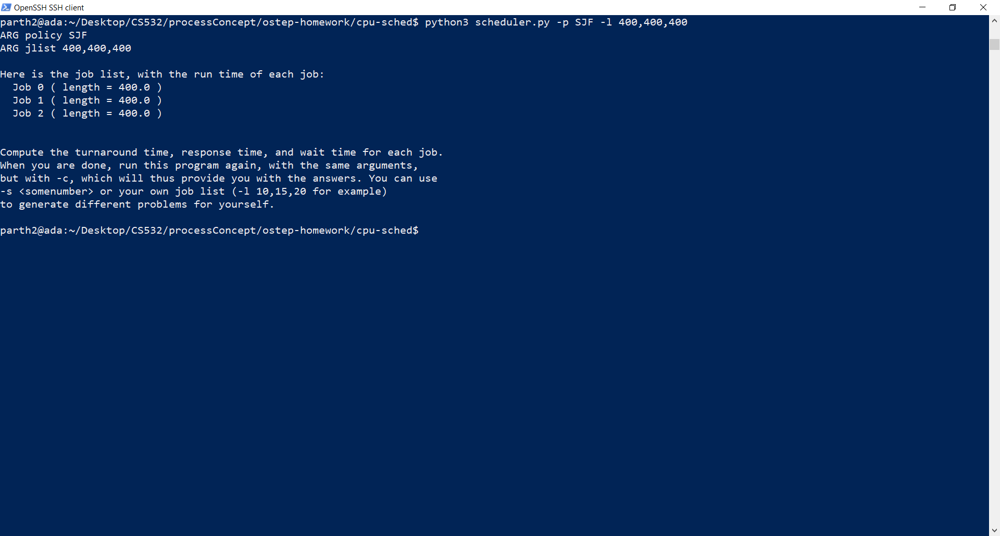 OpenSSH SSH client
parth2@ada:~/Desktop/CS532/processConcept/ostep-homework/cpu-sched$ python3 scheduler.py -p SJF -l 400,400,400
ARG policy SJF
ARG jlist 400,400,400
Here is the job list, with the run time of each job:
Job 0 ( length = 400.0 )
Job 1 ( length = 400.0 )
Job 2 ( length = 400.0 )
Compute the turnaround time, response time, and wait time for each job.
When you are done, run this program again, with the same arguments,
but with -c, which will thus provide you with the answers. You can use
-s <somenumber> or your own job list (-l 10,15,20 for example)
to generate different problems for yourself.
parth2@ada:~/Desktop/CS532/processConcept/ostep-homework/cpu-sched$